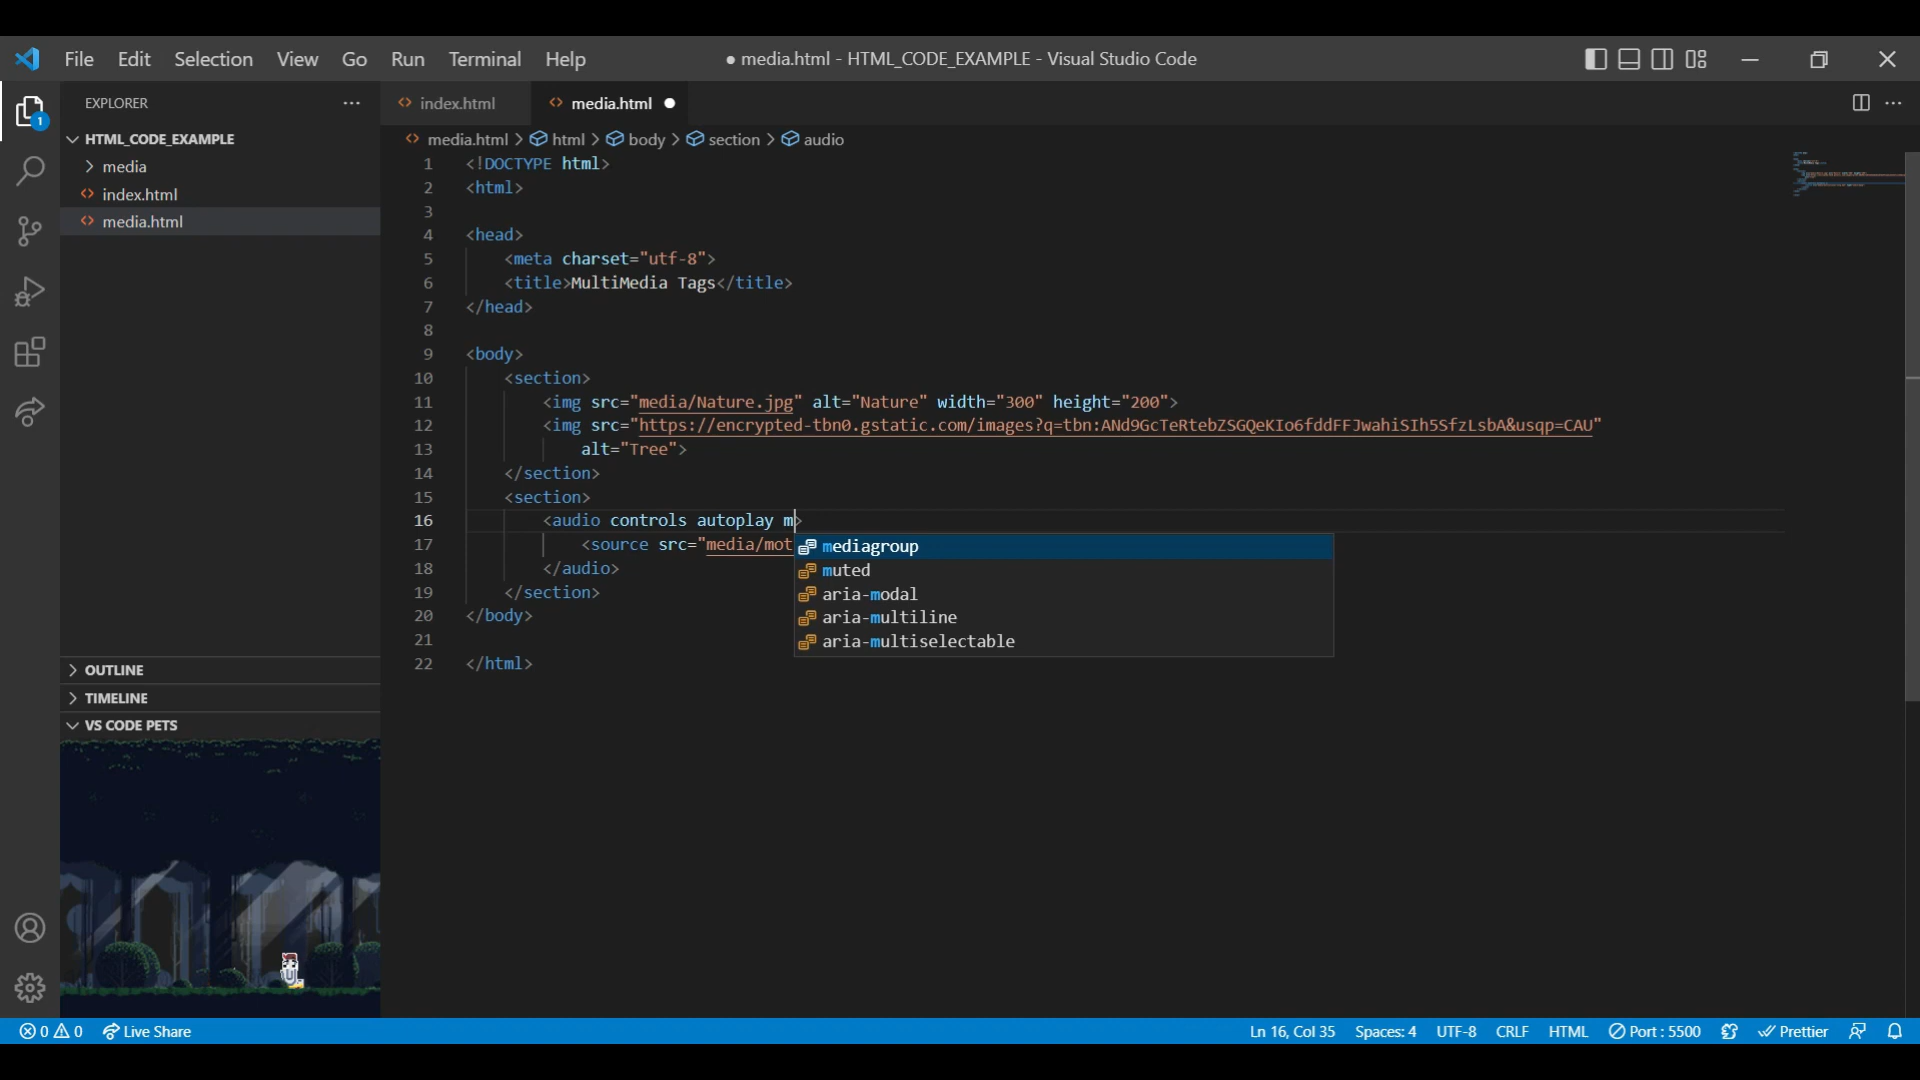 File Edit Selection View Go Run Terminal Help
● media.html - HTML_CODE_EXAMPLE - Visual Studio Code
1
EXPLORER ···
HTML_CODE_EXAMPLE
media
index.html
media.html
OUTLINE
TIMELINE
VS CODE PETS
index.html
media.html ●
media.html > html > body > section > audio
1 <!DOCTYPE html>
2 <html>
3
4 <head>
5 <meta charset="utf-8">
6 <title>MultiMedia Tags</title>
7 </head>
8
9 <body>
10 <section>
11 <img src="media/Nature.jpg" alt="Nature" width="300" height="200">
12 <img src="https://encrypted-tbn0.gstatic.com/images?q=tbn:ANd9GcTeRtebZSGQeKIo6fddFFJwahiSIh5SfzLsbA&usqp=CAU"
13 alt="Tree">
14 </section>
15 <section>
16 <audio controls autoplay m>
17 <source src="media/mot
18 </audio>
19 </section>
20 </body>
21
22 </html>
mediagroup
muted
aria-modal
aria-multiline
aria-multiselectable
0 0 Live Share
Ln 16, Col 35 Spaces: 4 UTF-8 CRLF HTML Port : 5500 Prettier